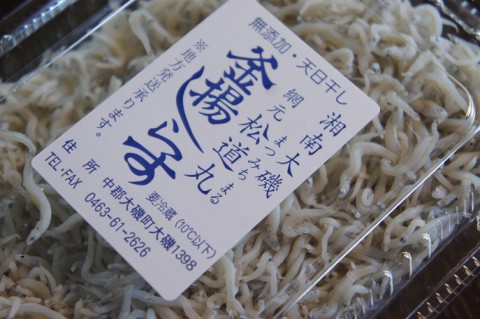 無添加・天日干し
湘南大磯
網元 松道丸
まつみちまる
釜揚しらす
※地方発送承ります。
要冷蔵(10℃以下)
住所 中郡大磯町大磯1398
TEL・FAX 0463-61-2626